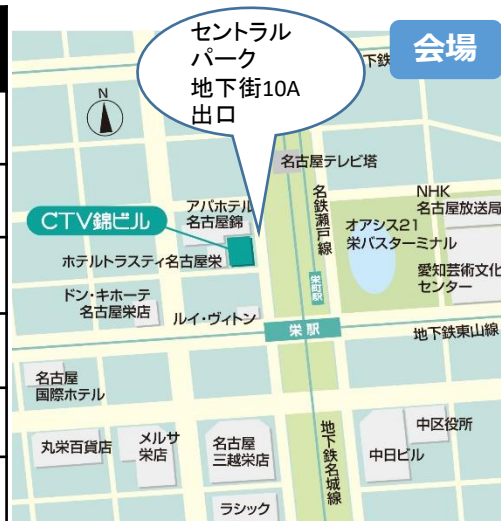 セントラル
パーク
地下街10A
出口
下鉄
会場
N
名古屋テレビ塔
アパホテル
名古屋錦
CTV錦ビル
名鉄瀬戸線
NHK
名古屋放送局
オアシス21
栄バスターミナル
ホテルトラスティ名古屋栄
愛知芸術文化
センター
栄町駅
ドン・キホーテ
名古屋栄店
ルイ・ヴィトン
栄駅
地下鉄東山線
名古屋
国際ホテル
丸栄百貨店
メルサ
栄店
名古屋
三越栄店
地下鉄名城線
中日ビル
中区役所
ラシック